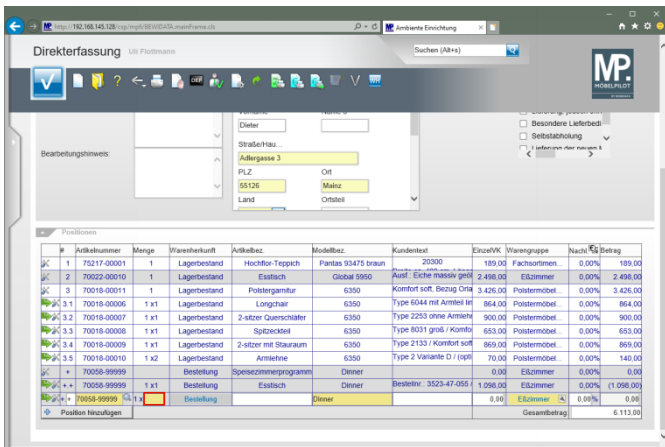 http://192.168.145.128/csp/mp8/BEWIDATA.mainFrame.cls
Ambiente Einrichtung
Direkterfassung Uli Flottmann
Suchen (Alt+s)
MP.
MÖBELPILOT
Vorname Name 3
Dieter
Straße/Hau...
Adlergasse 3
PLZ Ort
55126 Mainz
Land Ortsteil
Bearbeitungshinweis:
Besondere Lieferbedi
Selbstabholung
Lieferung der neuen M
Positionen
# Artikelnummer Menge Warenherkunft Artikelbez. Modellbez. Kundentext EinzelVK Warengruppe Nachl Betrag
1 75217-00001 1 Lagerbestand Hochflor-Teppich Pantas 93475 braun 20300 189,00 Fachsortimen... 0,00% 189,00
2 70022-00010 1 Lagerbestand Esstisch Global 5950 Ausf.: Eiche massiv geöl 2.498,00 Eßzimmer 0,00% 2.498,00
3 70018-00011 1 Lagerbestand Polstergarnitur 6350 Komfort soft, Bezug Orla 3.426,00 Polstermöbel... 0,00% 3.426,00
3.1 70018-00006 1 x1 Lagerbestand Longchair 6350 Type 6044 mit Armteil lin 864,00 Polstermöbel... 0,00% 864,00
3.2 70018-00007 1 x1 Lagerbestand 2-sitzer Querschläfer 6350 Type 2253 ohne Armlehn 900,00 Polstermöbel... 0,00% 900,00
3.3 70018-00008 1 x1 Lagerbestand Spitzeckteil 6350 Type 8031 groß / Komfo 653,00 Polstermöbel... 0,00% 653,00
3.4 70018-00009 1 x1 Lagerbestand 2-sitzer mit Stauraum 6350 Type 2133 / Komfort soft 869,00 Polstermöbel... 0,00% 869,00
3.5 70018-00010 1 x2 Lagerbestand Armlehne 6350 Type 2 Variante D / (opti 70,00 Polstermöbel... 0,00% 140,00
+ 70058-99999 Bestellung Speisezimmerprogramm Dinner 0,00 Eßzimmer 0,00% 0,00
+.+ 70058-99999 1 x1 Bestellung Esstisch Dinner Bestellnr.: 3523-47-055 / 1.098,00 Eßzimmer 0,00% (1.098,00)
+.+ 70058-99999 1 x Bestellung Dinner 0,00 Eßzimmer 0,00% 0,00
Position hinzufügen Gesamtbetrag 6.113,00